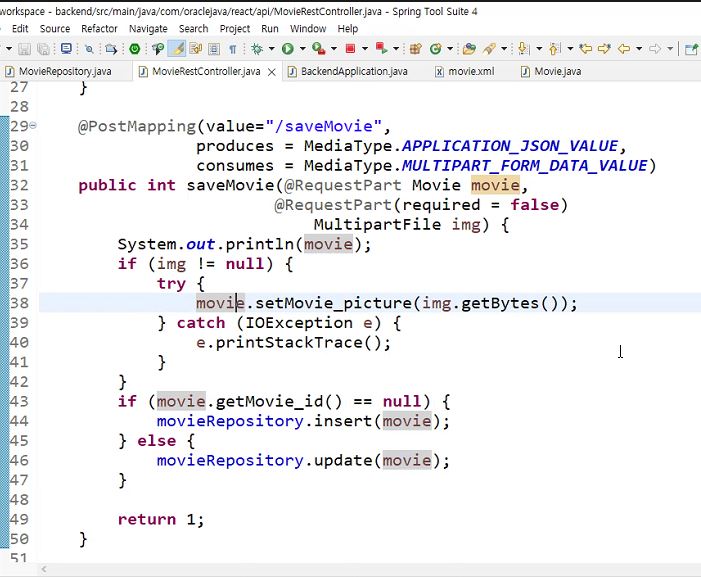 workspace - backend/src/main/java/com/oraclejava/react/api/MovieRestController.java - Spring Tool Suite 4
Edit Source Refactor Navigate Search Project Run Window Help
MovieRepository.java MovieRestController.java BackendApplication.java movie.xml Movie.java
27 }
28
29 @PostMapping(value="/saveMovie",
30 produces = MediaType.APPLICATION_JSON_VALUE,
31 consumes = MediaType.MULTIPART_FORM_DATA_VALUE)
32 public int saveMovie(@RequestPart Movie movie,
33 @RequestPart(required = false)
34 MultipartFile img) {
35 System.out.println(movie);
36 if (img != null) {
37 try {
38 movie.setMovie_picture(img.getBytes());
39 } catch (IOException e) {
40 e.printStackTrace();
41 }
42 }
43 if (movie.getMovie_id() == null) {
44 movieRepository.insert(movie);
45 } else {
46 movieRepository.update(movie);
47 }
48
49 return 1;
50 }
51